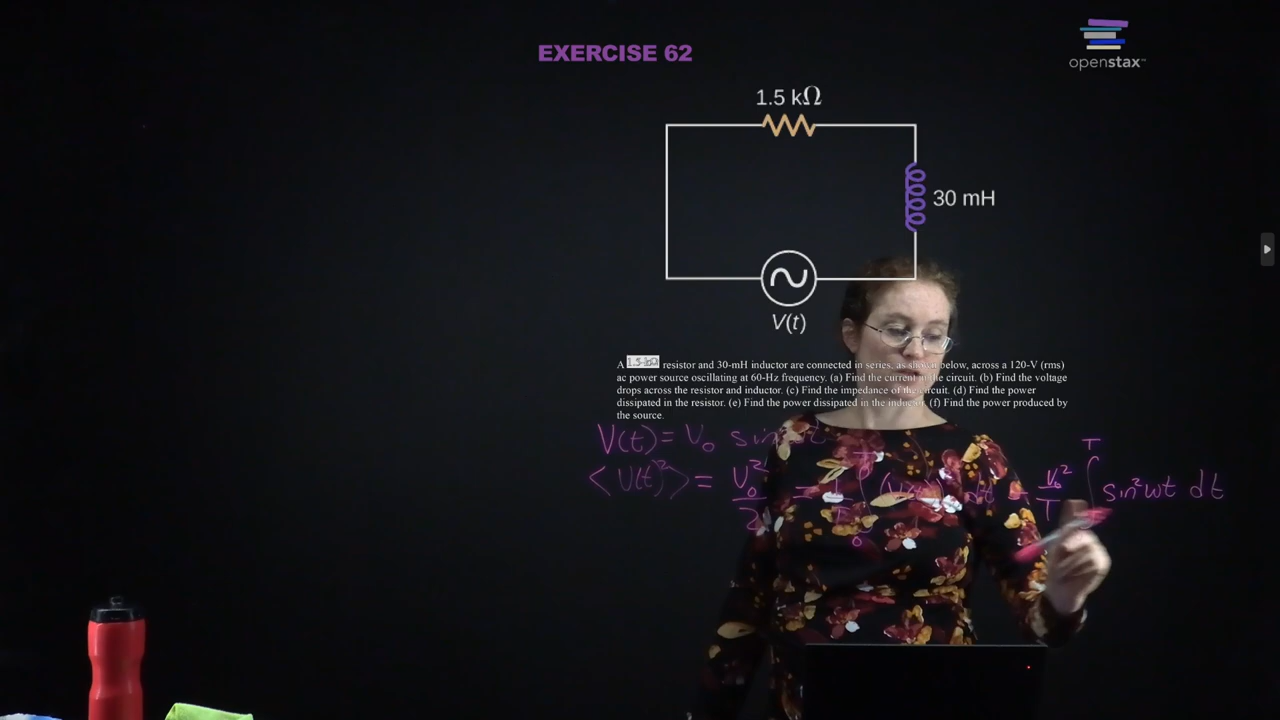 EXERCISE 62
openstax™
1.5 kΩ
30 mH
V(t)
A 1.5-kΩ resistor and 30-mH inductor are connected in series, as shown below, across a 120-V (rms)
ac power source oscillating at 60-Hz frequency. (a) Find the current in the circuit. (b) Find the voltage
drops across the resistor and inductor. (c) Find the impedance of the circuit. (d) Find the power
dissipated in the resistor. (e) Find the power dissipated in the inductor. (f) Find the power produced by
the source.
V(t) = V₀ sin
<V(t)²> = V₀²/2 = 1/T ∫₀ᵀ dt = V₀²/T ∫ᵀ sin²ωt dt